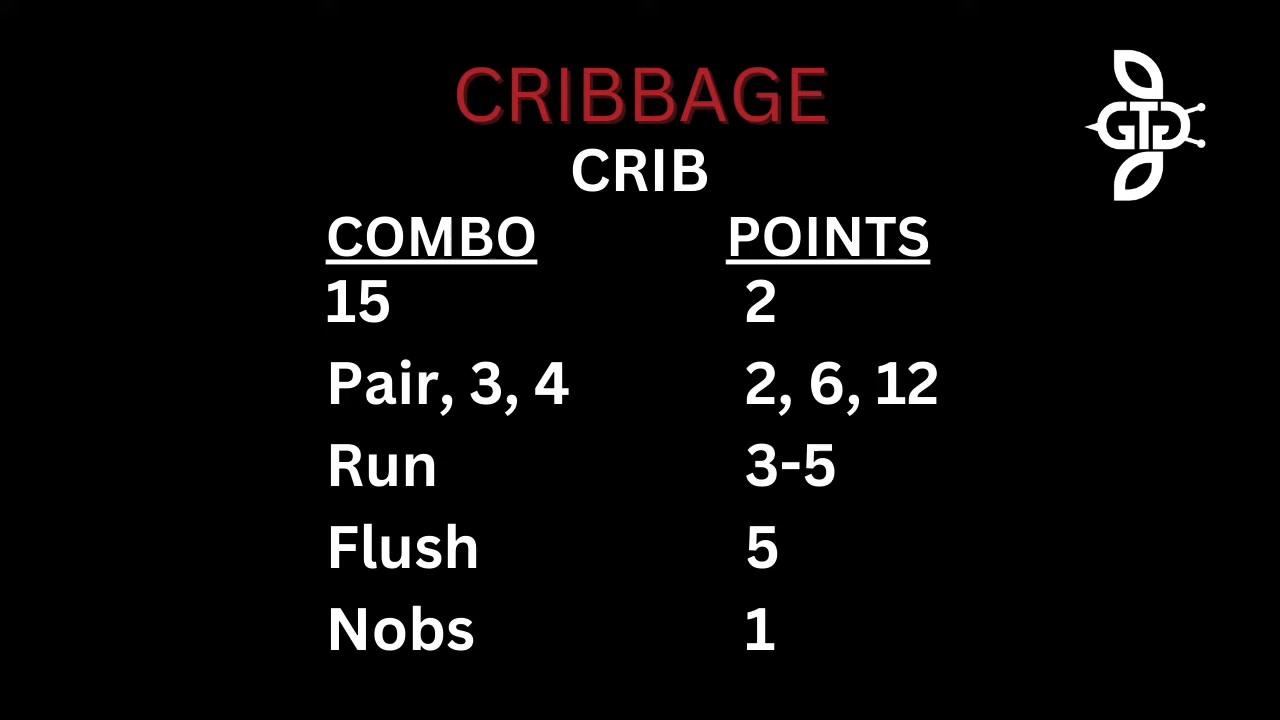 CRIBBAGE
GTG
CRIB
COMBO POINTS
15 2
Pair, 3, 4 2, 6, 12
Run 3-5
Flush 5
Nobs 1